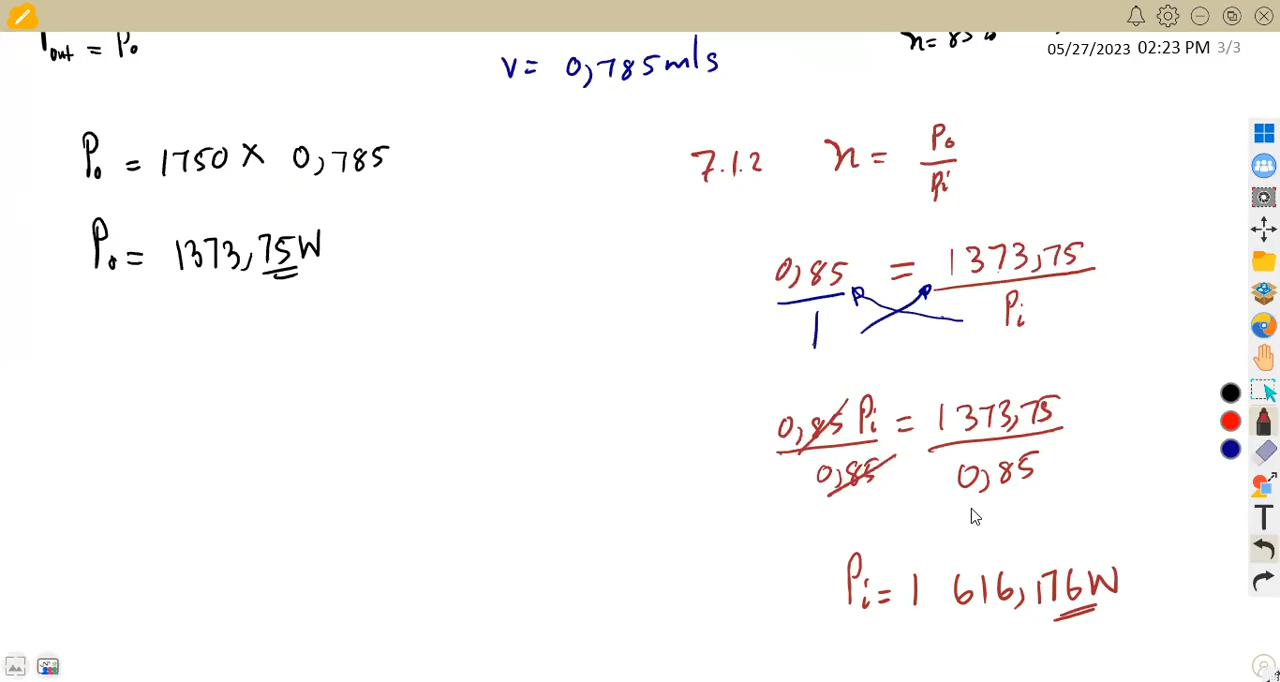 05/27/2023 02:23 PM 3/3
Pout = Po
V= 0,785m/s
n= 85%
Po = 1750 × 0,785
Po = 1373,75W
7.1.2 n = Po/Pi
0,85/1 = 1373,75/Pi
0,85 Pi/0,85 = 1373,75/0,85
Pi = 1 616,176W